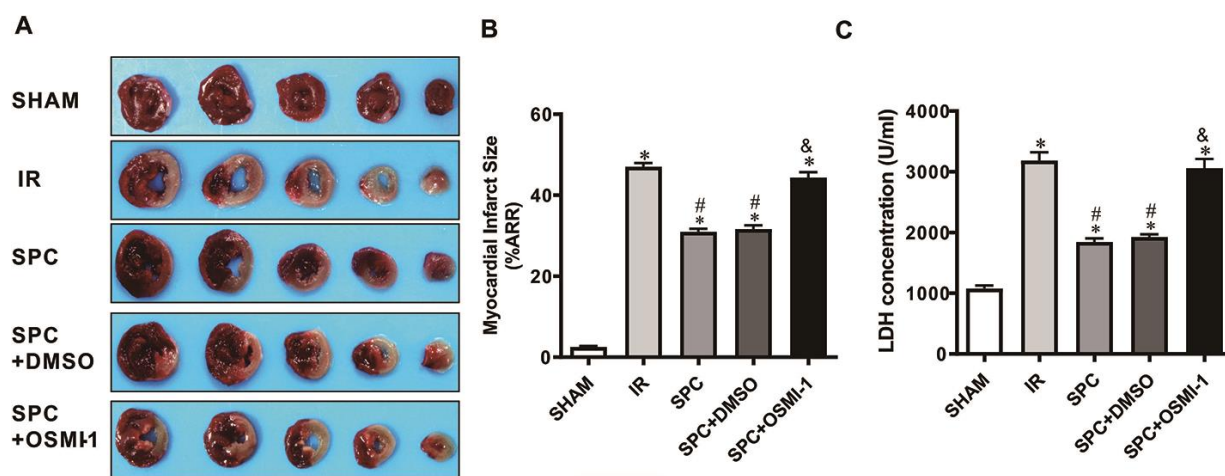 A
SHAM
IR
SPC
SPC
+DMSO
SPC
+OSMI-1
B
Myocardial Infarct Size
(%ARR)
60
40
20
0
*
#
*
#
*
&
*
SHAM
IR
SPC
SPC+DMSO
SPC+OSMI-1
C
LDH concentration (U/ml)
4000
3000
2000
1000
0
*
#
*
#
*
&
*
SHAM
IR
SPC
SPC+DMSO
SPC+OSMI-1